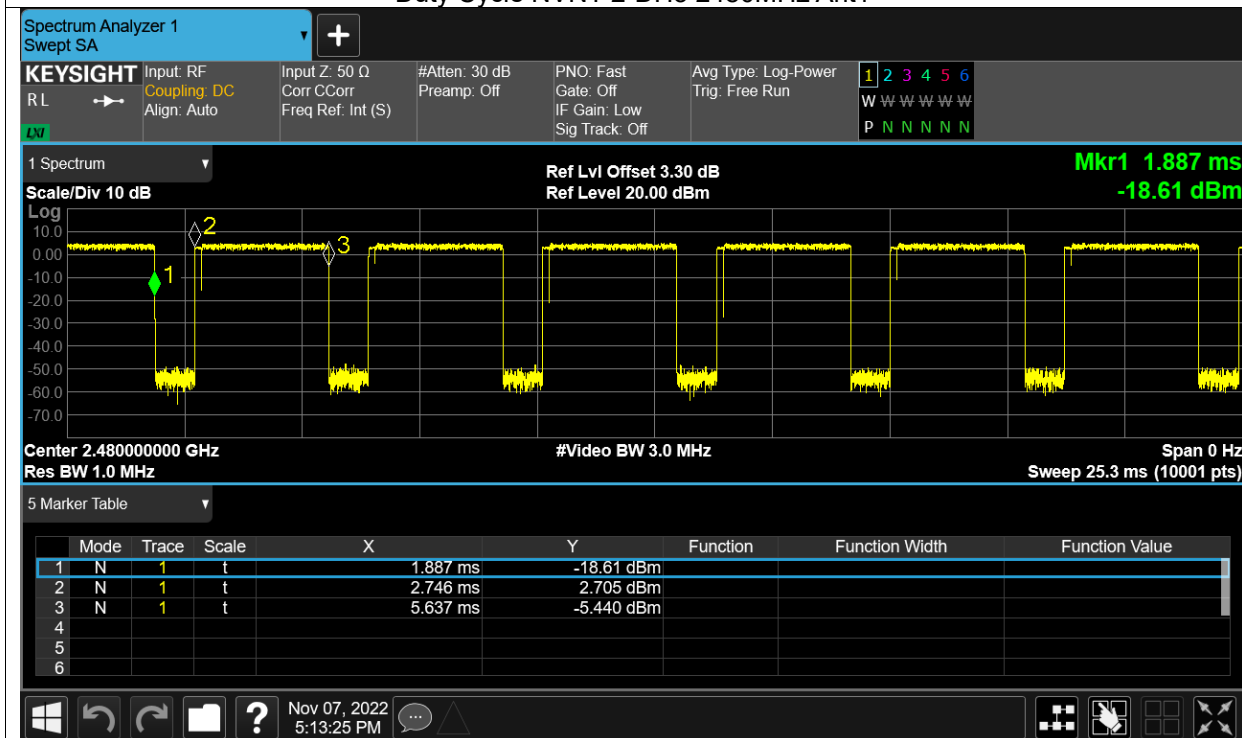 Duty Cycle NVNT 2-DH5 2480MHz Ant1
Spectrum Analyzer 1
Swept SA
+
KEYSIGHT
R L
LXI
Input: RF
Coupling: DC
Align: Auto
Input Z: 50 Ω
Corr CCorr
Freq Ref: Int (S)
#Atten: 30 dB
Preamp: Off
PNO: Fast
Gate: Off
IF Gain: Low
Sig Track: Off
Avg Type: Log-Power
Trig: Free Run
1 2 3 4 5 6
W W W W W W
P N N N N N
1 Spectrum
Scale/Div 10 dB
Ref Lvl Offset 3.30 dB
Ref Level 20.00 dBm
Mkr1 1.887 ms
-18.61 dBm
Log
10.0
0.00
-10.0
-20.0
-30.0
-40.0
-50.0
-60.0
-70.0
1
2
3
Center 2.480000000 GHz
Res BW 1.0 MHz
#Video BW 3.0 MHz
Span 0 Hz
Sweep 25.3 ms (10001 pts)
5 Marker Table
Mode Trace Scale X Y Function Function Width Function Value
1 N 1 t 1.887 ms -18.61 dBm
2 N 1 t 2.746 ms 2.705 dBm
3 N 1 t 5.637 ms -5.440 dBm
4
5
6
?
Nov 07, 2022
5:13:25 PM